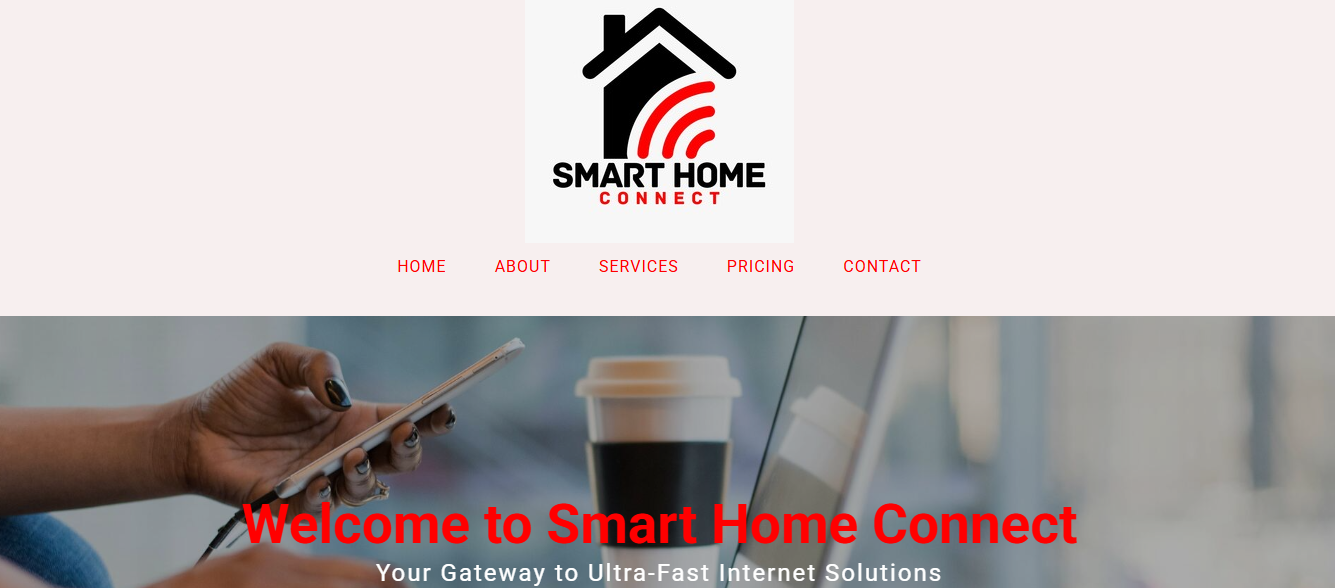 SMART HOME
CONNECT
HOME ABOUT SERVICES PRICING CONTACT
Welcome to Smart Home Connect
Your Gateway to Ultra-Fast Internet Solutions